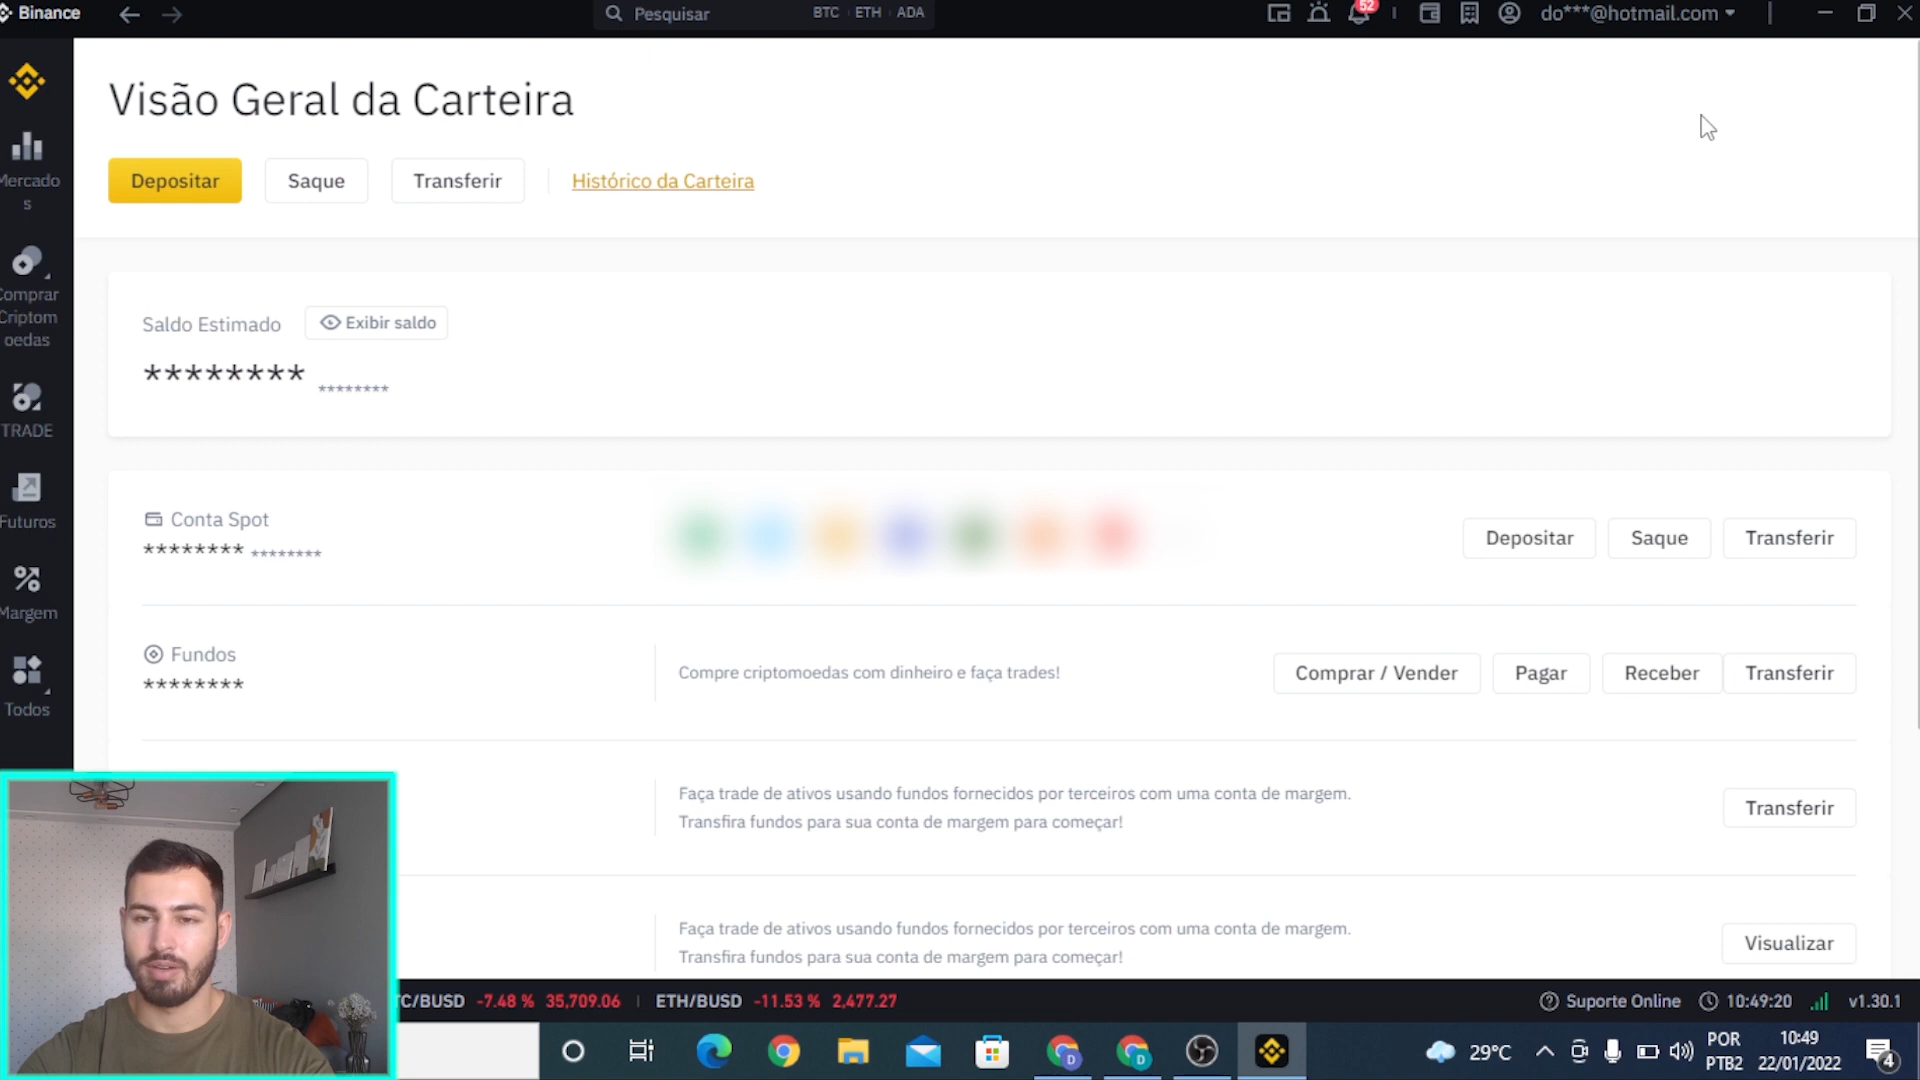 Binance
Pesquisar
BTC ETH ADA
52
do***@hotmail.com
Visão Geral da Carteira
Depositar
Saque
Transferir
Histórico da Carteira
Mercado
s
Comprar
Criptom
oedas
TRADE
Futuros
Margem
Todos
Saldo Estimado
Exibir saldo
********
********
Conta Spot
******** ********
Depositar
Saque
Transferir
Fundos
********
Compre criptomoedas com dinheiro e faça trades!
Comprar / Vender
Pagar
Receber
Transferir
Faça trade de ativos usando fundos fornecidos por terceiros com uma conta de margem.
Transfira fundos para sua conta de margem para começar!
Transferir
Faça trade de ativos usando fundos fornecidos por terceiros com uma conta de margem.
Transfira fundos para sua conta de margem para começar!
Visualizar
TC/BUSD -7.48 % 35,709.06
ETH/BUSD -11.53 % 2,477.27
Suporte Online
10:49:20
v1.30.1
D
D
29°C
POR
PTB2
10:49
22/01/2022
4